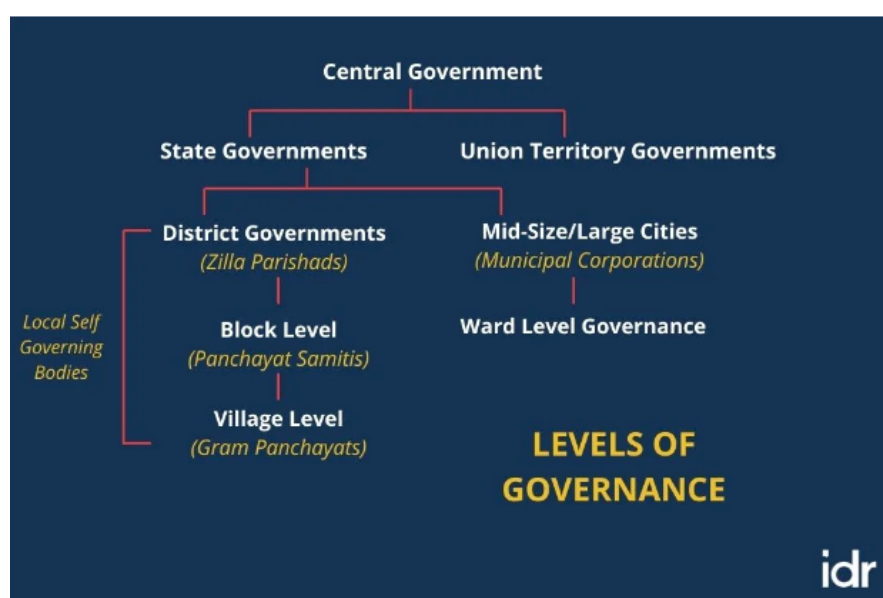 Central Government
State Governments
Union Territory Governments
District Governments
(Zilla Parishads)
Mid-Size/Large Cities
(Municipal Corporations)
Local Self
Governing
Bodies
Block Level
(Panchayat Samitis)
Ward Level Governance
Village Level
(Gram Panchayats)
LEVELS OF
GOVERNANCE
idr